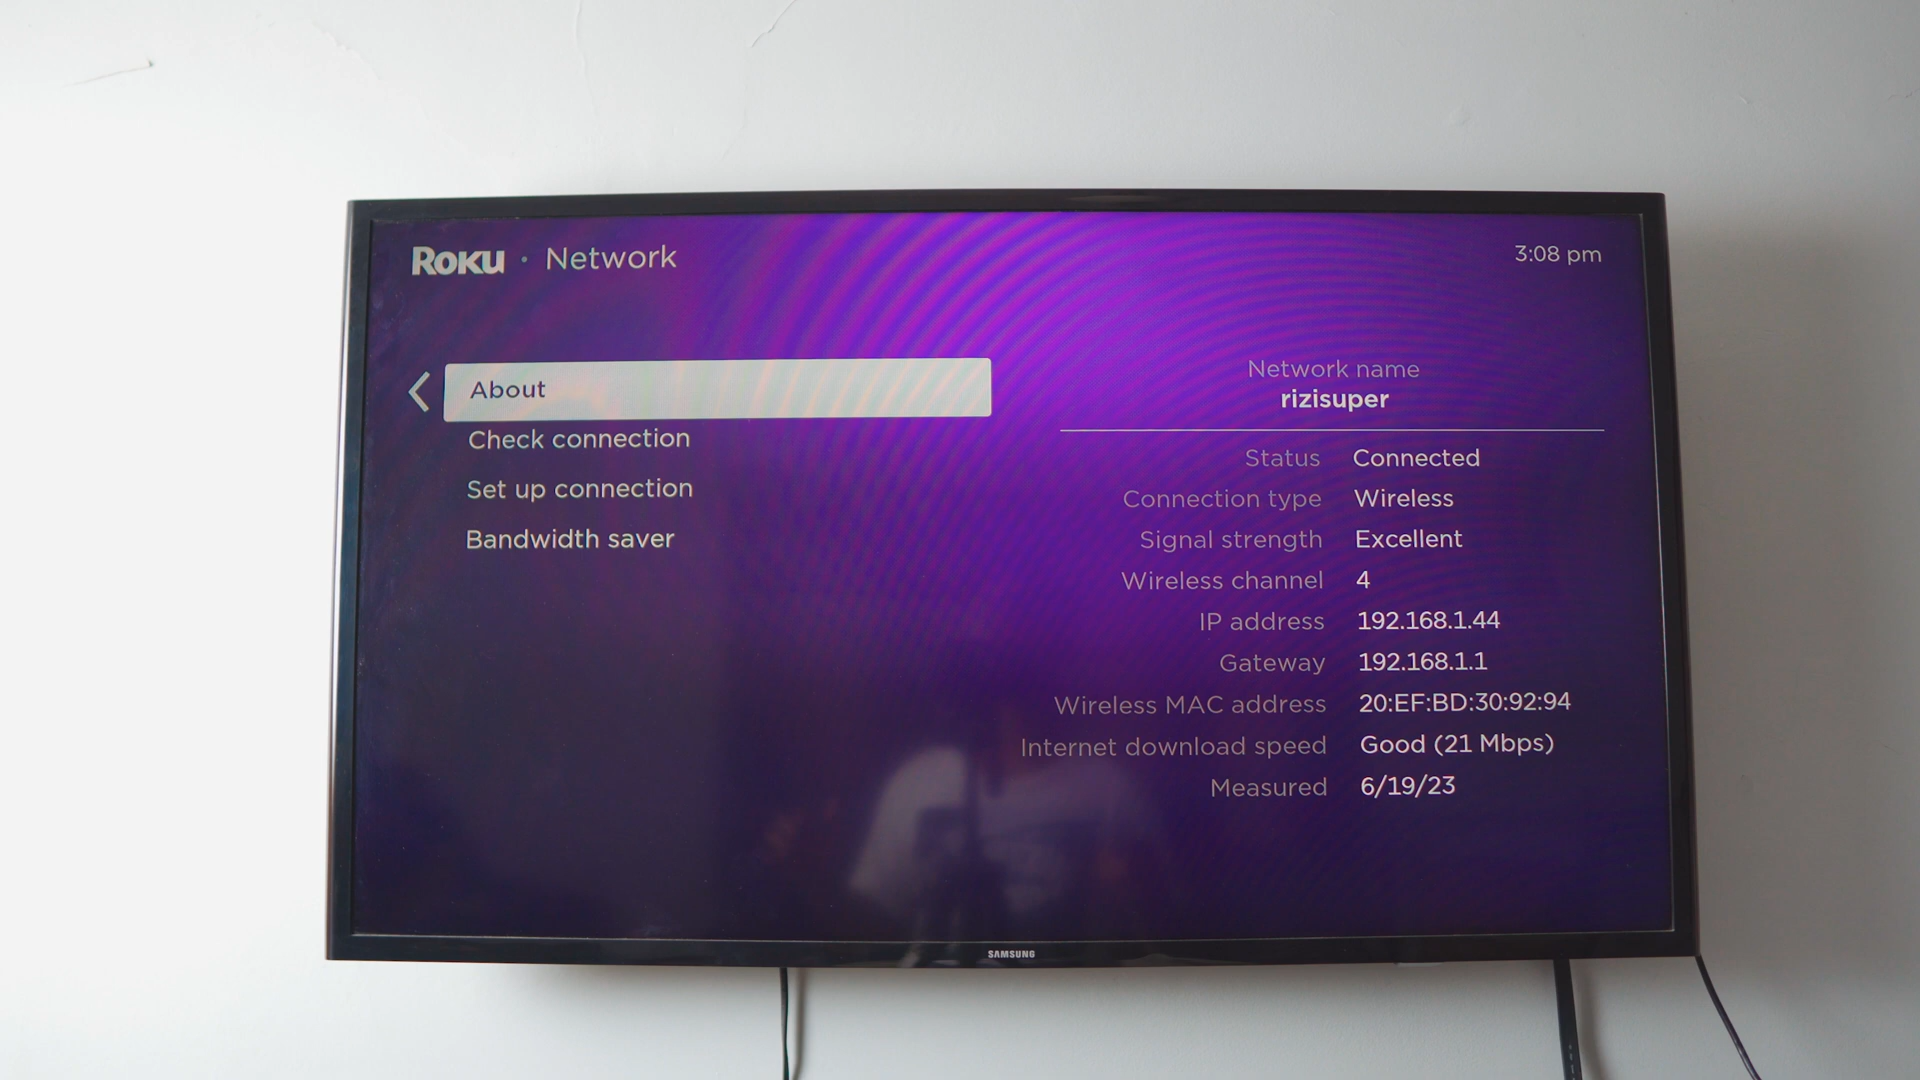 Roku · Network
3:08 pm
About
Check connection
Set up connection
Bandwidth saver
Network name
rizisuper
Status Connected
Connection type Wireless
Signal strength Excellent
Wireless channel 4
IP address 192.168.1.44
Gateway 192.168.1.1
Wireless MAC address 20:EF:BD:30:92:94
Internet download speed Good (21 Mbps)
Measured 6/19/23
SAMSUNG